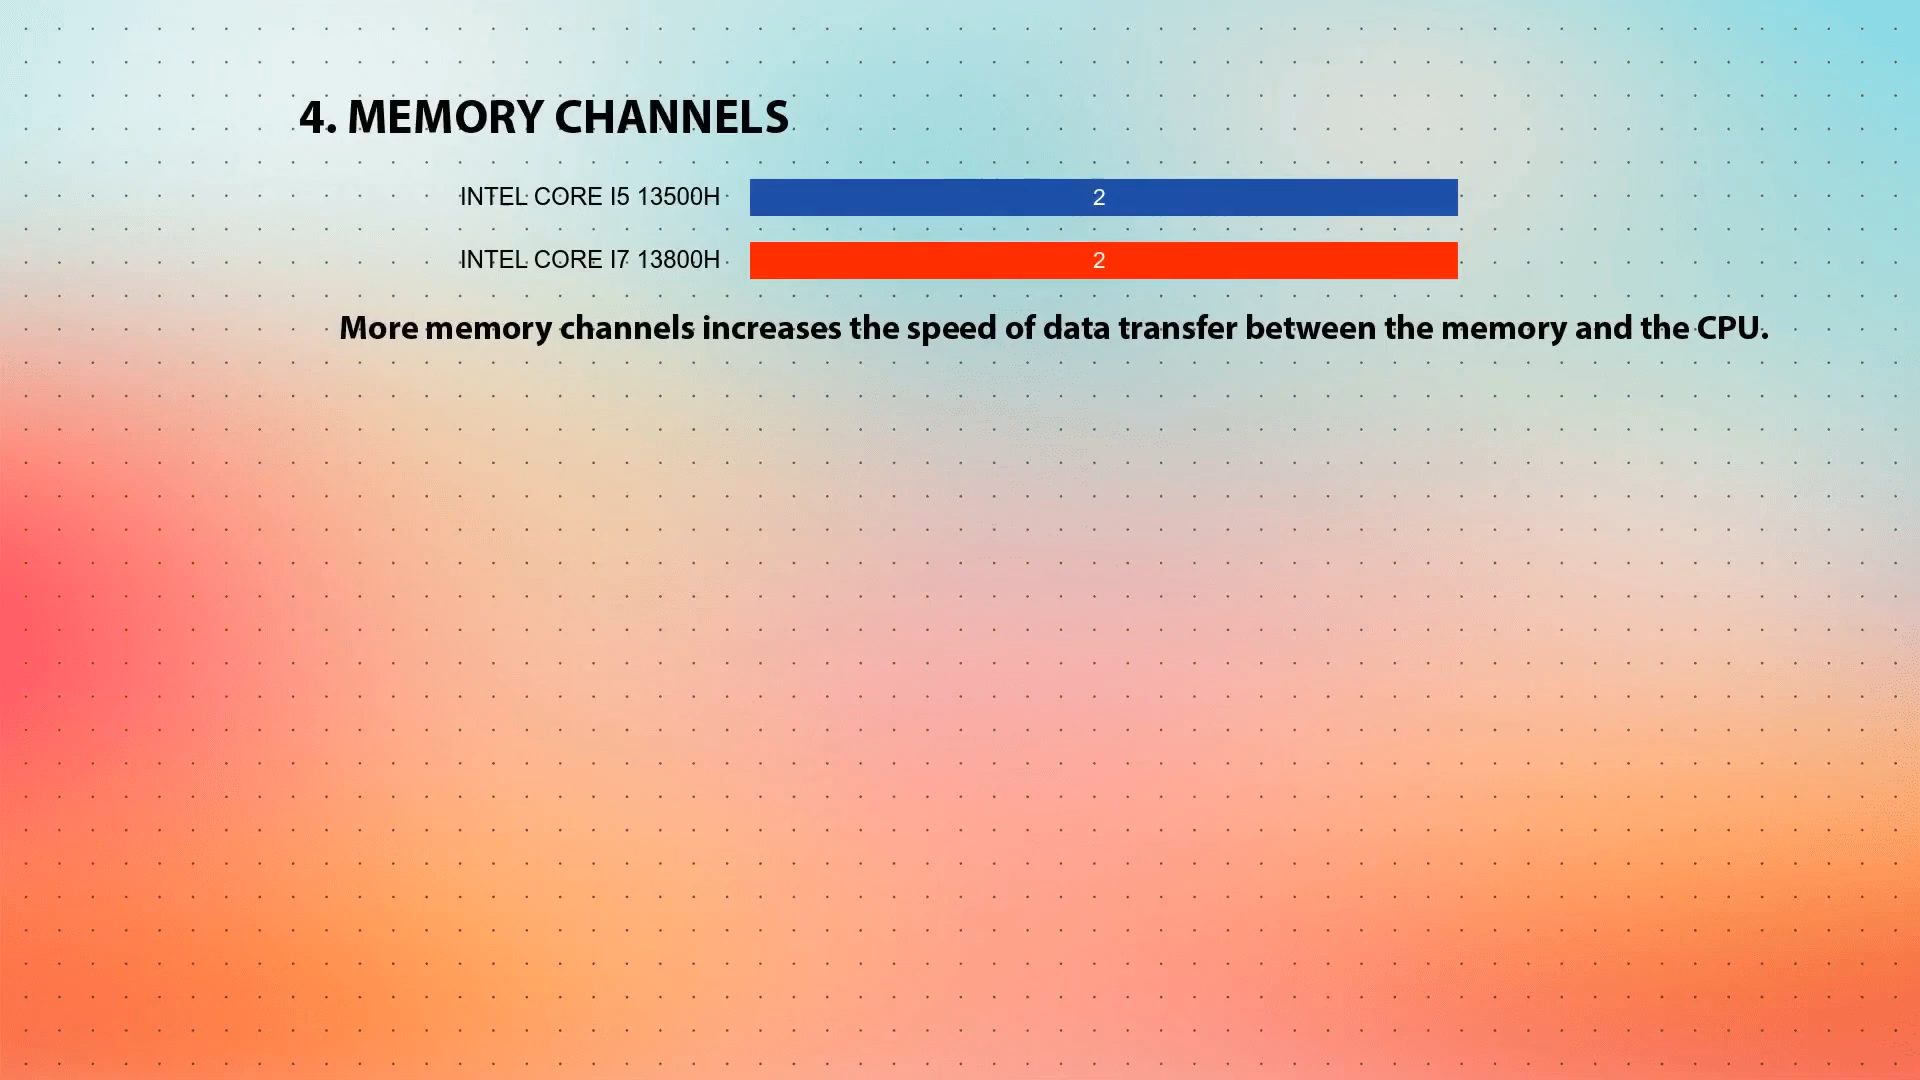 4. MEMORY CHANNELS
INTEL CORE I5 13500H 2
INTEL CORE I7 13800H 2
More memory channels increases the speed of data transfer between the memory and the CPU.